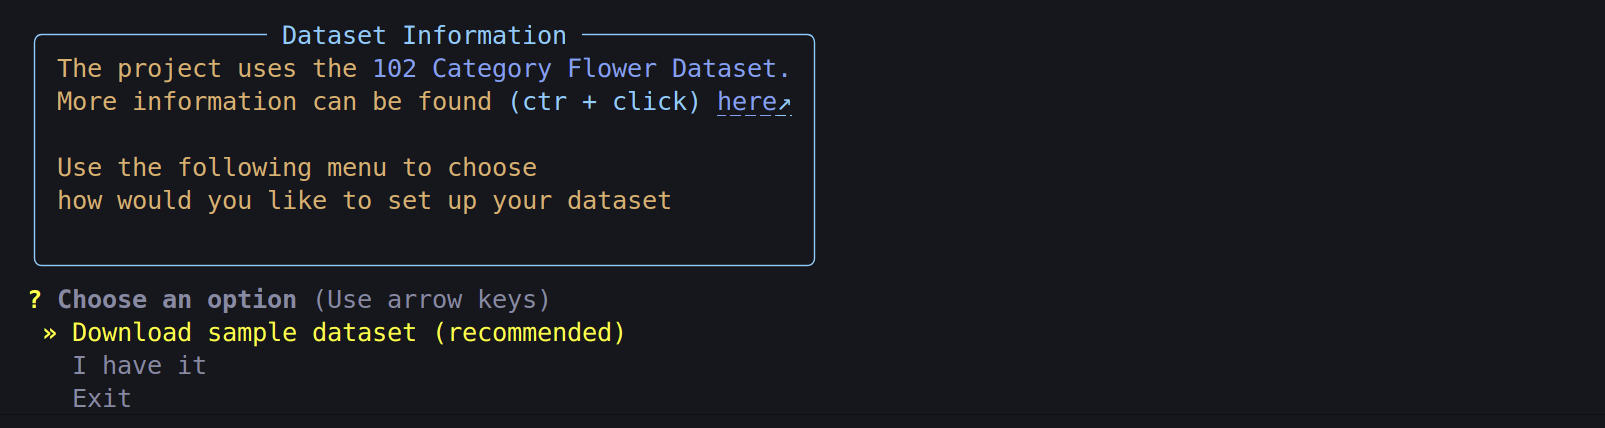 Dataset Information
The project uses the 102 Category Flower Dataset.
More information can be found (ctr + click) here↗
Use the following menu to choose
how would you like to set up your dataset
? Choose an option (Use arrow keys)
» Download sample dataset (recommended)
I have it
Exit